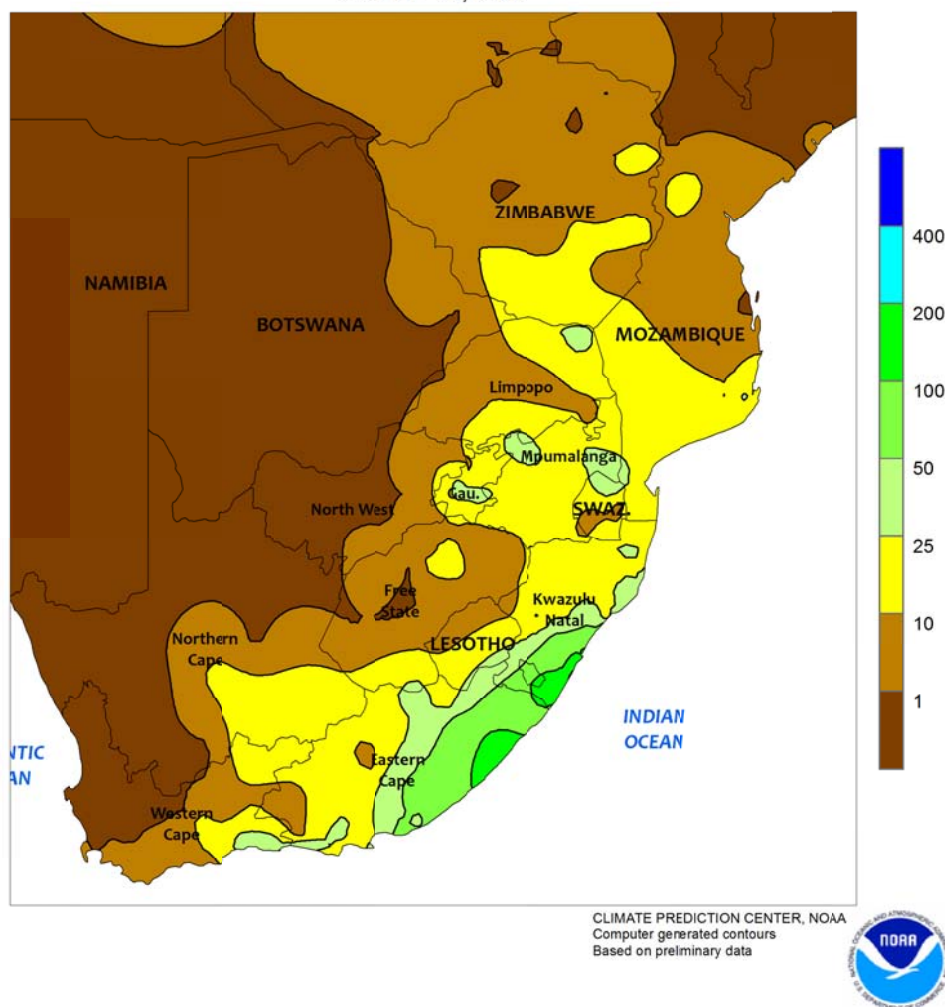 ZIMBABWE
NAMIBIA
BOTSWANA
MOZAMBIQUE
Limpopo
Mpumalanga
Gau.
North West
SWAZ.
Free
State
Kwazulu
Natal
Northern
Cape
LESOTHO
INDIAN
OCEAN
NTIC
AN
Eastern
Cape
Western
Cape
400
200
100
50
25
10
1
CLIMATE PREDICTION CENTER, NOAA
Computer generated contours
Based on preliminary data
NOAA